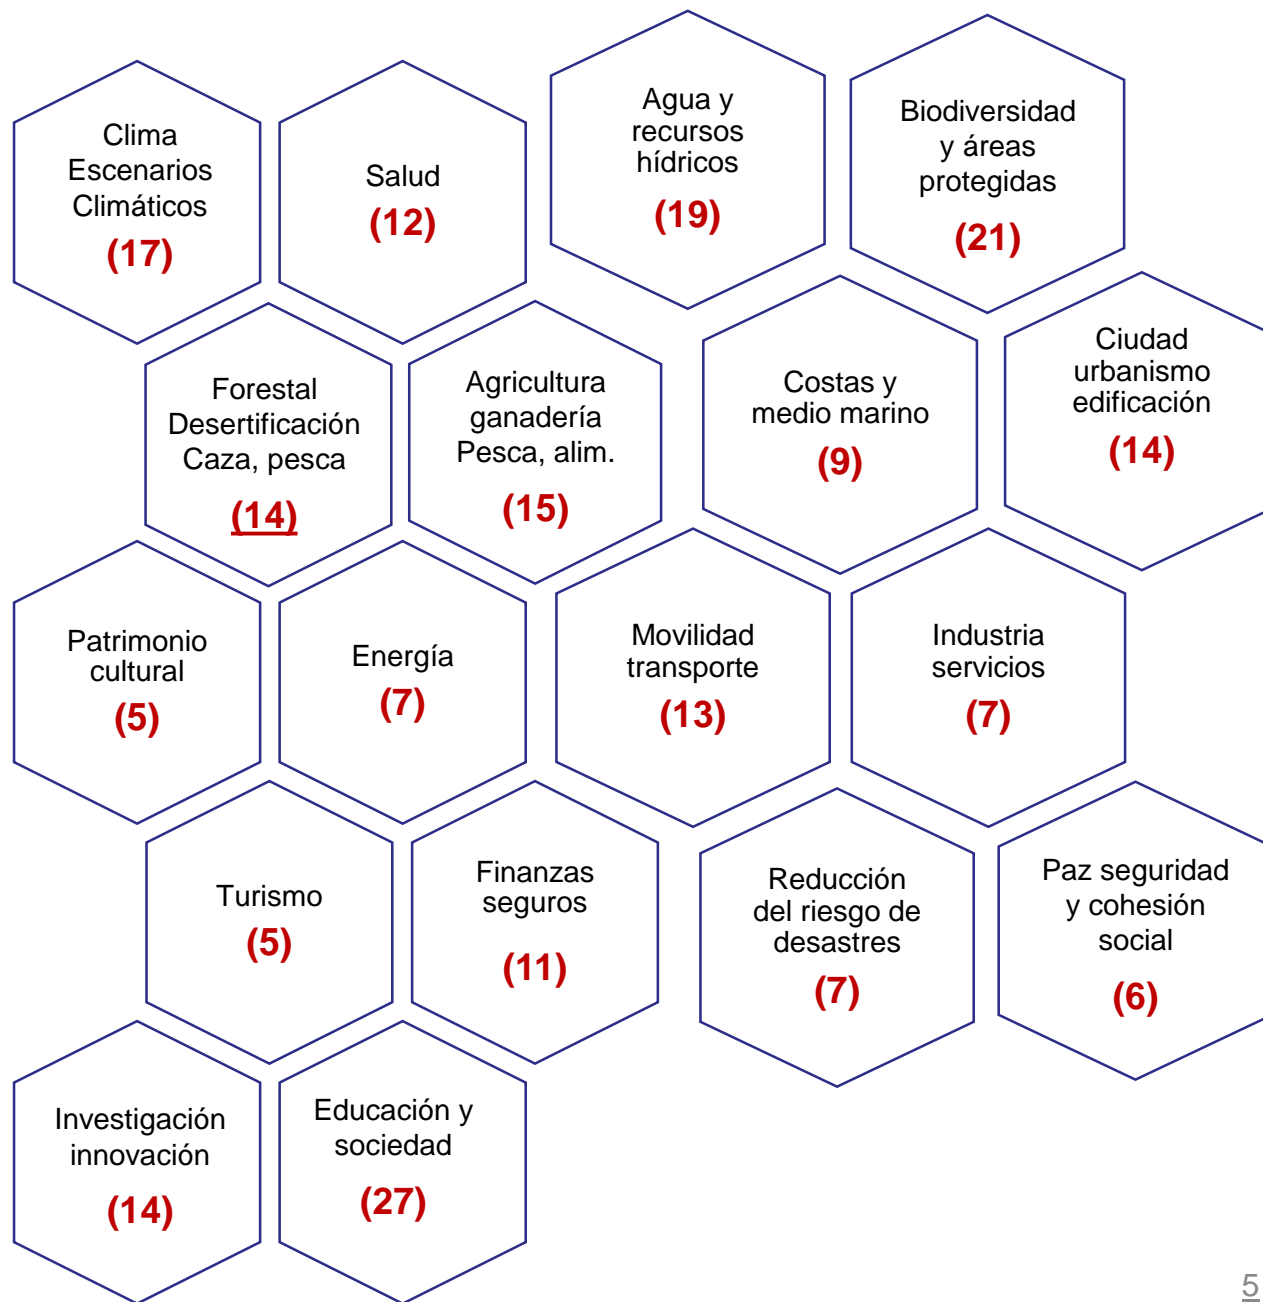 Clima
Escenarios
Climáticos
(17)
Salud
(12)
Agua y
recursos
hídricos
(19)
Biodiversidad
y áreas
protegidas
(21)
Forestal
Desertificación
Caza, pesca
(14)
Agricultura
ganadería
Pesca, alim.
(15)
Costas y
medio marino
(9)
Ciudad
urbanismo
edificación
(14)
Patrimonio
cultural
(5)
Energía
(7)
Movilidad
transporte
(13)
Industria
servicios
(7)
Turismo
(5)
Finanzas
seguros
(11)
Reducción
del riesgo de
desastres
(7)
Paz seguridad
y cohesión
social
(6)
Investigación
innovación
(14)
Educación y
sociedad
(27)
5